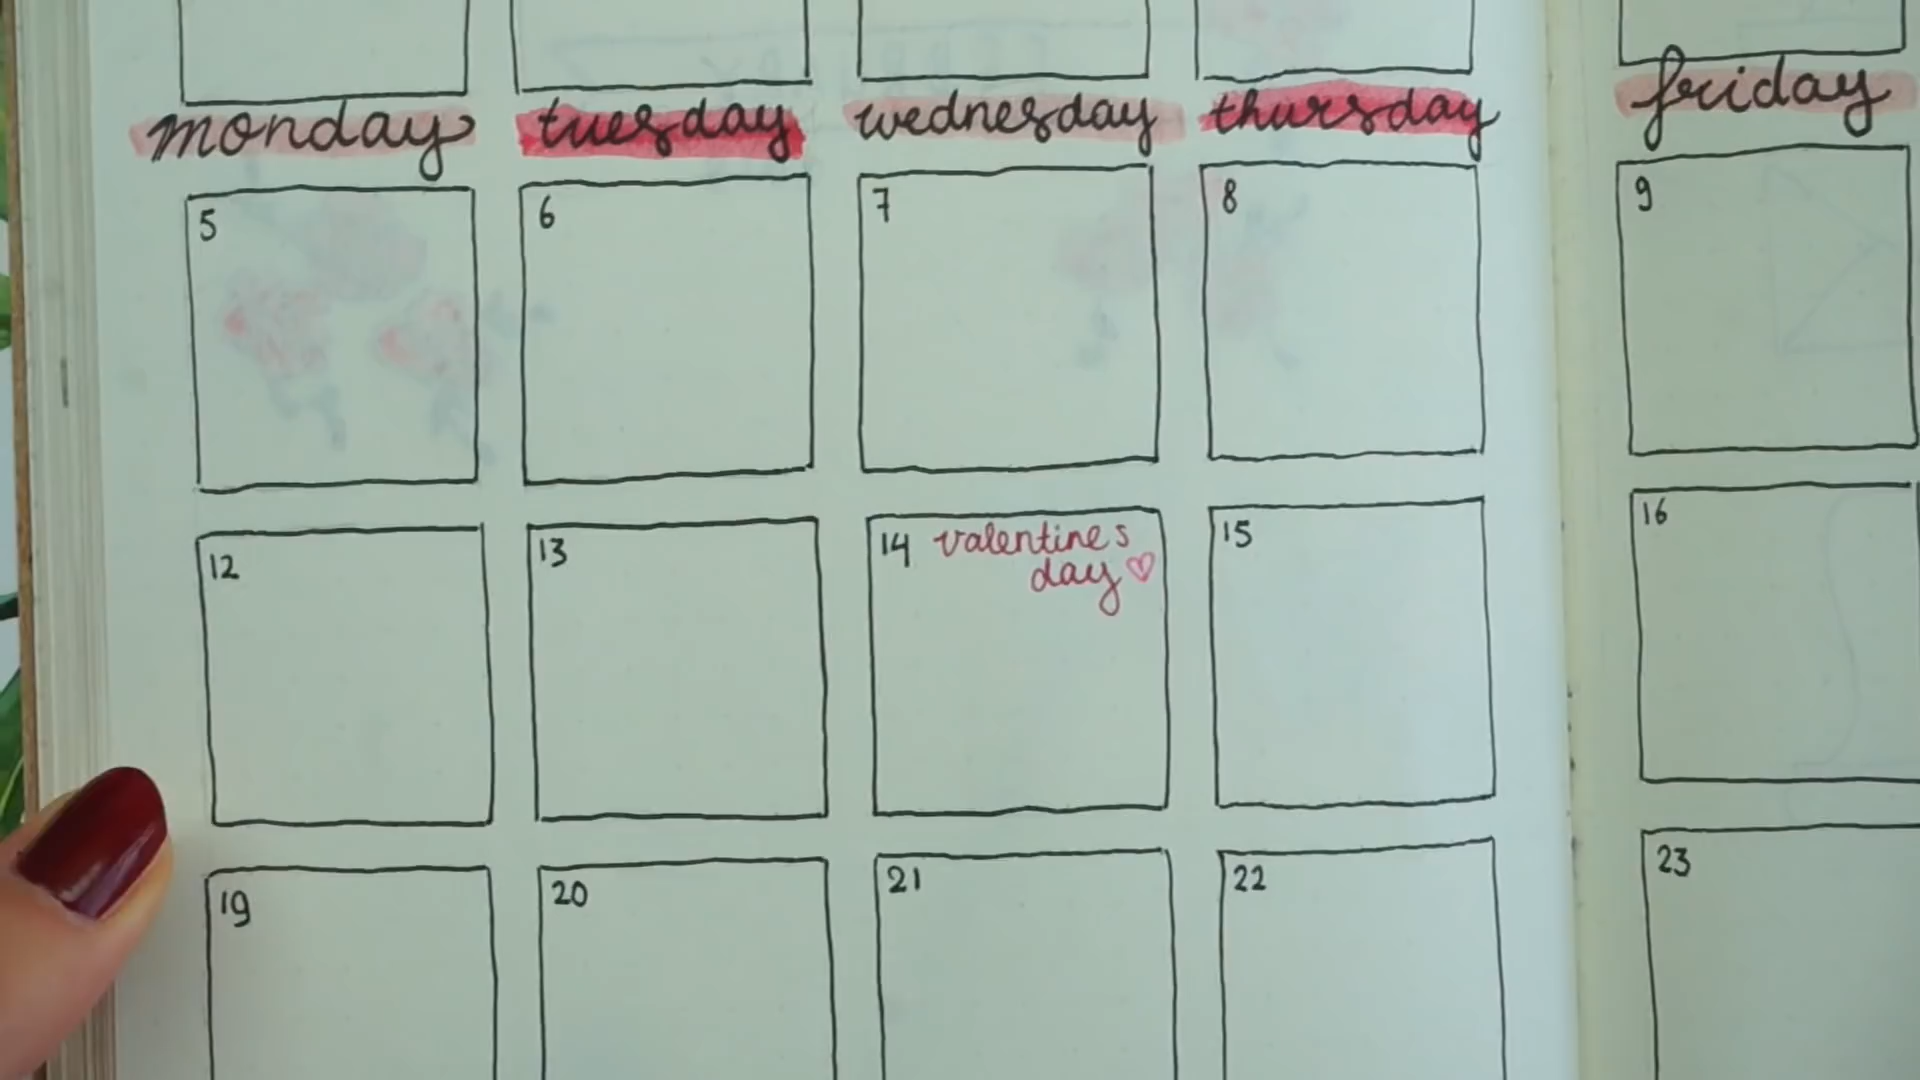 monday tuesday wednesday thursday friday
5 6 7 8 9
12 13 14 valentines day 15 16
19 20 21 22 23